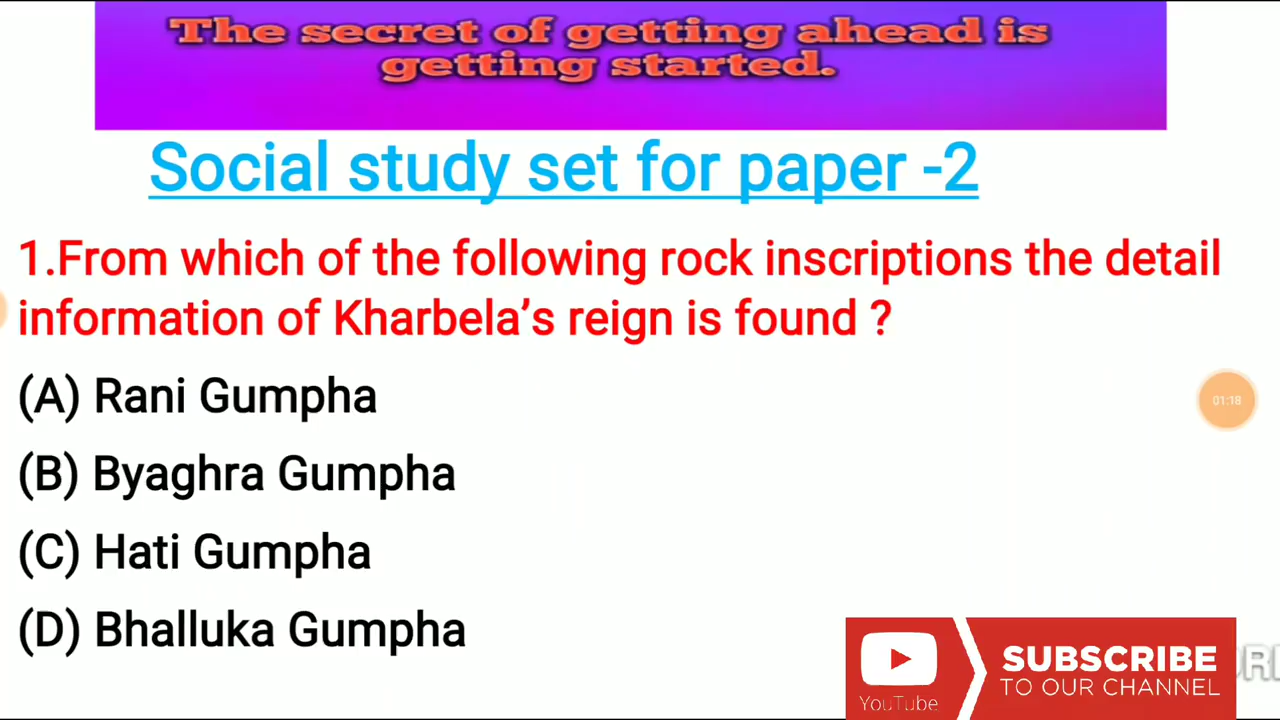 The secret of getting ahead is
getting started.
Social study set for paper -2
1.From which of the following rock inscriptions the detail
information of Kharbela’s reign is found ?
(A) Rani Gumpha
(B) Byaghra Gumpha
(C) Hati Gumpha
(D) Bhalluka Gumpha
01:18
SUBSCRIBE
TO OUR CHANNEL
YouTube